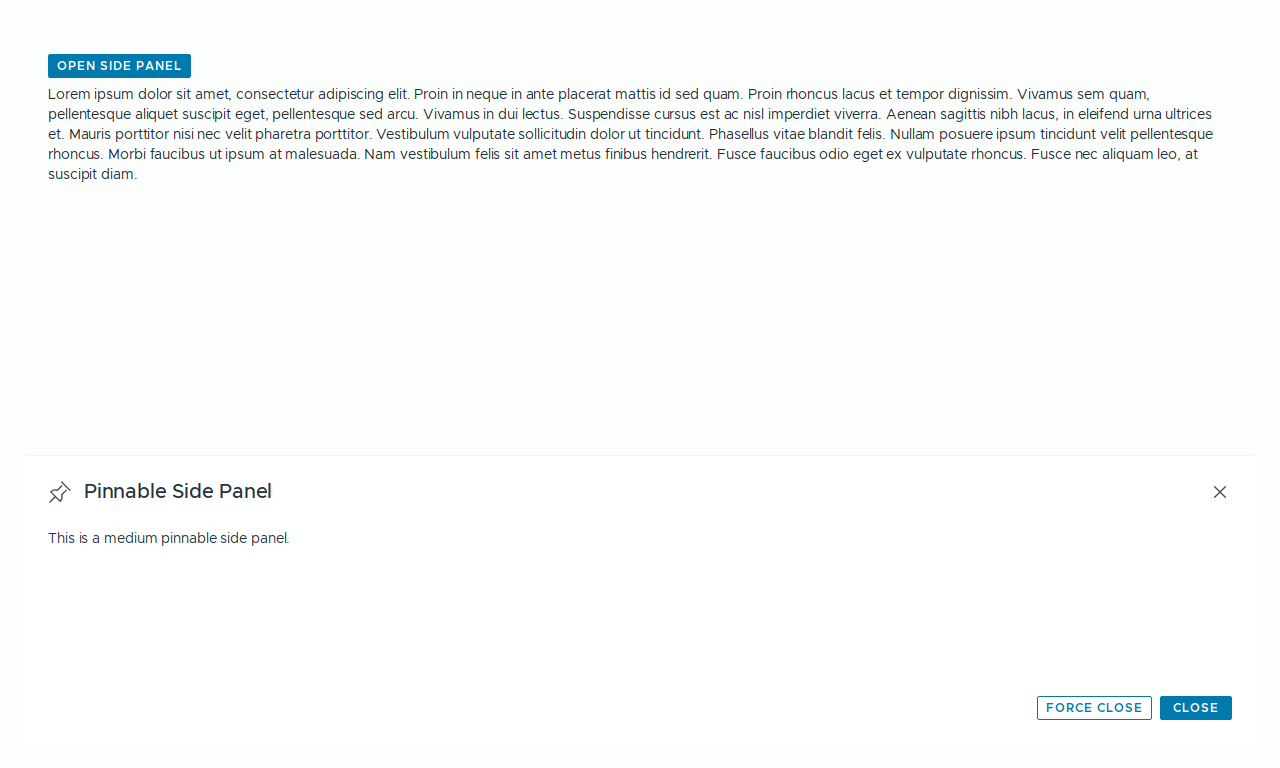 OPEN SIDE PANEL
Lorem ipsum dolor sit amet, consectetur adipiscing elit. Proin in neque in ante placerat mattis id sed quam. Proin rhoncus lacus et tempor dignissim. Vivamus sem quam,
pellentesque aliquet suscipit eget, pellentesque sed arcu. Vivamus in dui lectus. Suspendisse cursus est ac nisl imperdiet viverra. Aenean sagittis nibh lacus, in eleifend urna ultrices
et. Mauris porttitor nisi nec velit pharetra porttitor. Vestibulum vulputate sollicitudin dolor ut tincidunt. Phasellus vitae blandit felis. Nullam posuere ipsum tincidunt velit pellentesque
rhoncus. Morbi faucibus ut ipsum at malesuada. Nam vestibulum felis sit amet metus finibus hendrerit. Fusce faucibus odio eget ex vulputate rhoncus. Fusce nec aliquam leo, at
suscipit diam.
Pinnable Side Panel
This is a medium pinnable side panel.
FORCE CLOSE
CLOSE